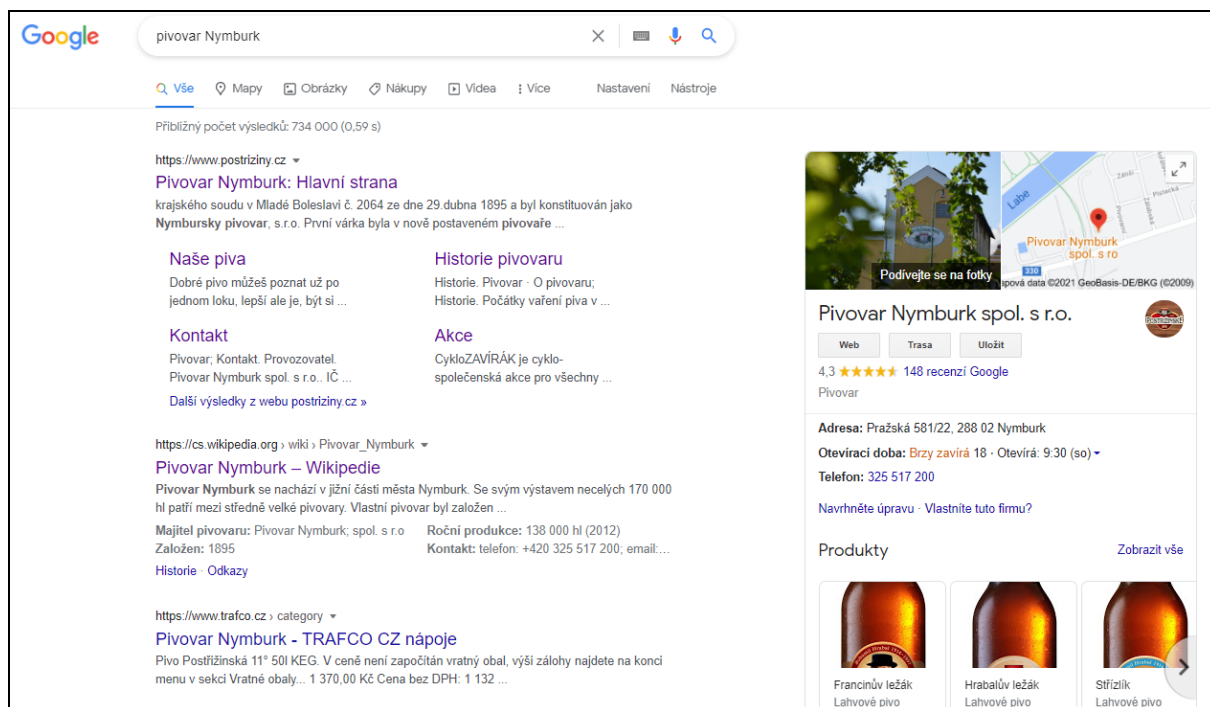 Google
pivovar Nymburk
Vše Mapy Obrázky Nákupy Videa Více Nastavení Nástroje
Přibližný počet výsledků: 734 000 (0,59 s)
https://www.postriziny.cz
Pivovar Nymburk: Hlavní strana
krajského soudu v Mladé Boleslavi č. 2064 ze dne 29.dubna 1895 a byl konstituován jako
Nymbursky pivovar, s.r.o. První várka byla v nově postaveném pivovaře ...
Naše piva
Dobré pivo můžeš poznat už po
jednom loku, lepší ale je, být si ...
Historie pivovaru
Historie. Pivovar · O pivovaru;
Historie. Počátky vaření piva v ...
Kontakt
Pivovar; Kontakt. Provozovatel.
Pivovar Nymburk spol. s r.o.. IČ ...
Akce
CykloZAVÍRÁK je cyklo-
společenská akce pro všechny ...
Další výsledky z webu postriziny.cz »
https://cs.wikipedia.org › wiki › Pivovar_Nymburk
Pivovar Nymburk – Wikipedie
Pivovar Nymburk se nachází v jižní části města Nymburk. Se svým výstavem necelých 170 000
hl patří mezi středně velké pivovary. Vlastní pivovar byl založen ...
Majitel pivovaru: Pivovar Nymburk; spol. s r.o Roční produkce: 138 000 hl (2012)
Založen: 1895 Kontakt: telefon: +420 325 517 200; email:...
Historie · Odkazy
https://www.trafco.cz › category
Pivovar Nymburk - TRAFCO CZ nápoje
Pivo Postřižinská 11° 50l KEG. V ceně není započítán vratný obal, výši zálohy najdete na konci
menu v sekci Vratné obaly... 1 370,00 Kč Cena bez DPH: 1 132 ...
Podívejte se na fotky
Labe
Zálabská
Pivovar Nymburk
spol. s ro
330
apová data ©2021 GeoBasis-DE/BKG (©2009)
Pivovar Nymburk spol. s r.o.
Web Trasa Uložit
4,3 148 recenzí Google
Pivovar
Adresa: Pražská 581/22, 288 02 Nymburk
Otevírací doba: Brzy zavírá 18 · Otevírá: 9:30 (so)
Telefon: 325 517 200
Navrhněte úpravu · Vlastníte tuto firmu?
Produkty Zobrazit vše
Francinův ležák
Lahvové pivo
Hrabalův ležák
Lahvové pivo
Střízlík
Lahvové pivo